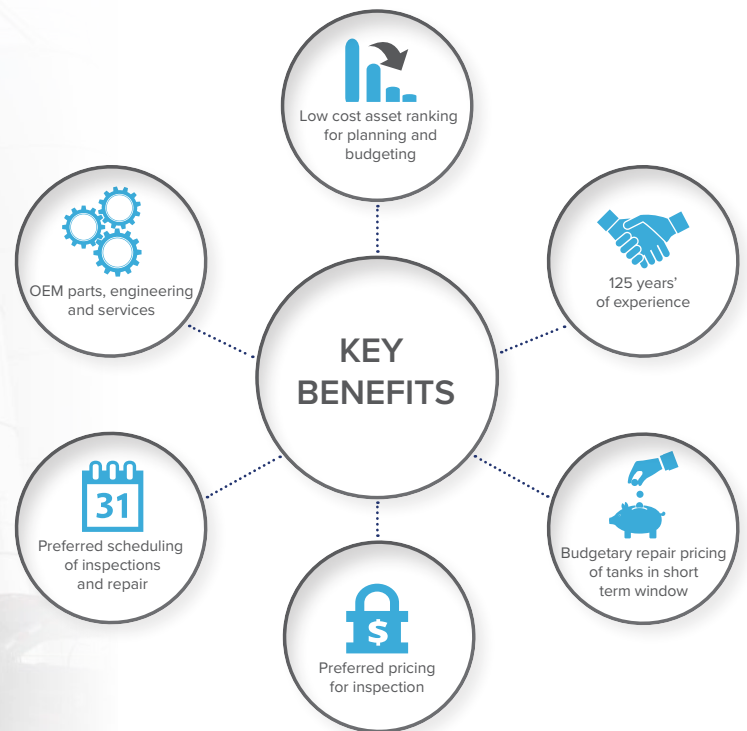 Low cost asset ranking
for planning and
budgeting
OEM parts, engineering
and services
125 years'
of experience
KEY
BENEFITS
31
Preferred scheduling
of inspections
and repair
Budgetary repair pricing
of tanks in short
term window
$
Preferred pricing
for inspection